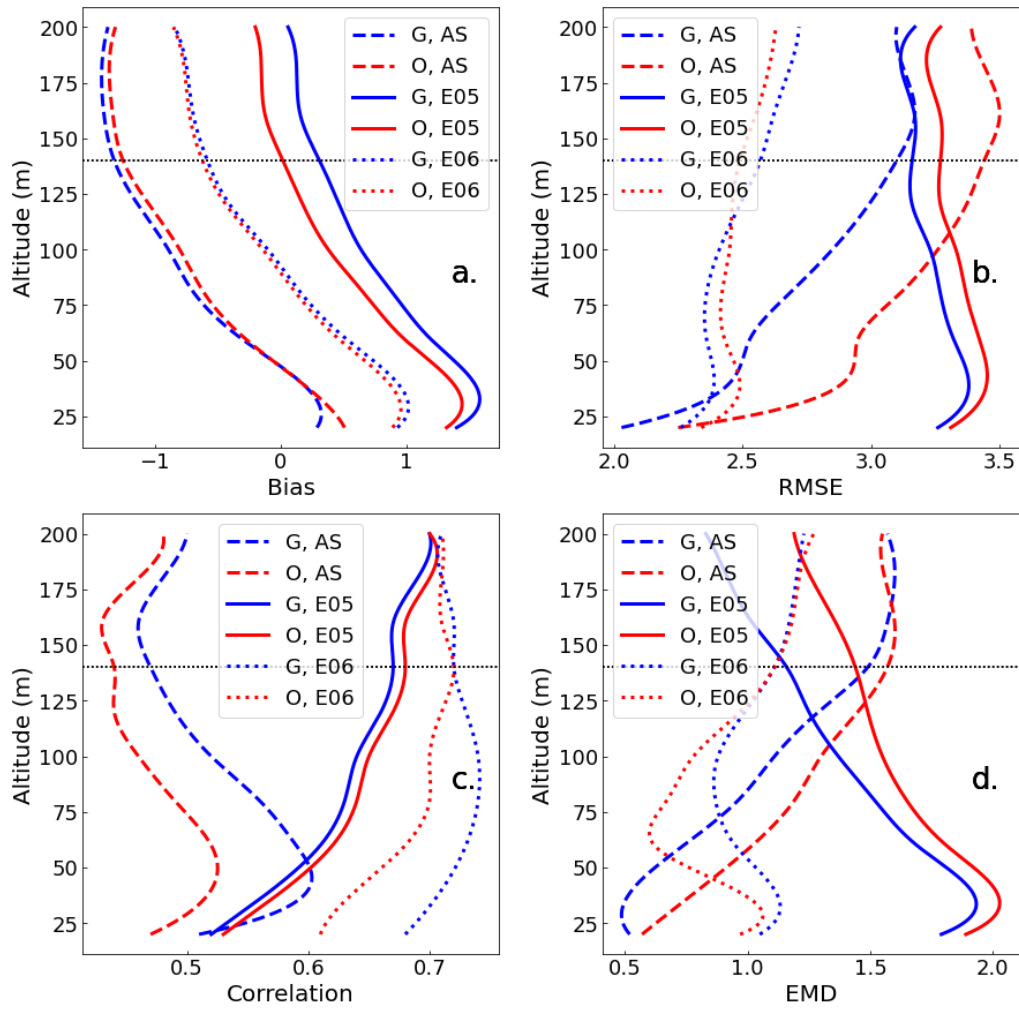 200
175
150
125
100
75
50
25
Altitude (m)
−1
0
1
Bias
G, AS
O, AS
G, E05
O, E05
G, E06
O, E06
a.
200
175
150
125
100
75
50
25
Altitude (m)
2.0
2.5
3.0
3.5
RMSE
G, AS
O, AS
G, E05
O, E05
G, E06
O, E06
b.
200
175
150
125
100
75
50
25
Altitude (m)
0.5
0.6
0.7
Correlation
G, AS
O, AS
G, E05
O, E05
G, E06
O, E06
c.
200
175
150
125
100
75
50
25
Altitude (m)
0.5
1.0
1.5
2.0
EMD
G, AS
O, AS
G, E05
O, E05
G, E06
O, E06
d.